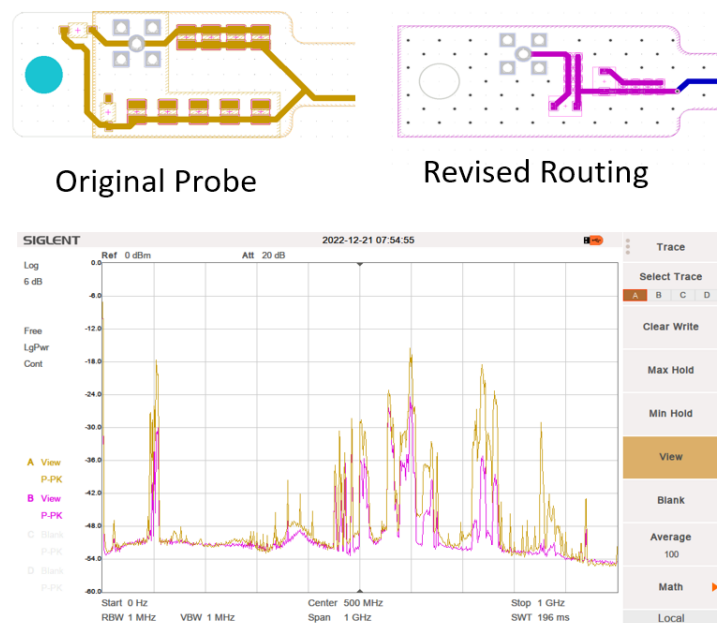 Original Probe
Revised Routing
SIGLENT
2022-12-21 07:54:55
Trace
Ref 0 dBm
Att 20 dB
Log
6 dB
Select Trace
A B C D
Free
LgPwr
Cont
0.0
-6.0
-12.0
-18.0
-24.0
-30.0
-36.0
-42.0
-48.0
-54.0
-60.0
Clear Write
Max Hold
Min Hold
View
Blank
Average
100
Math
Local
A View
P-PK
B View
P-PK
C Blank
P-PK
D Blank
P-PK
Start 0 Hz
Center 500 MHz
Stop 1 GHz
RBW 1 MHz
VBW 1 MHz
Span 1 GHz
SWT 196 ms